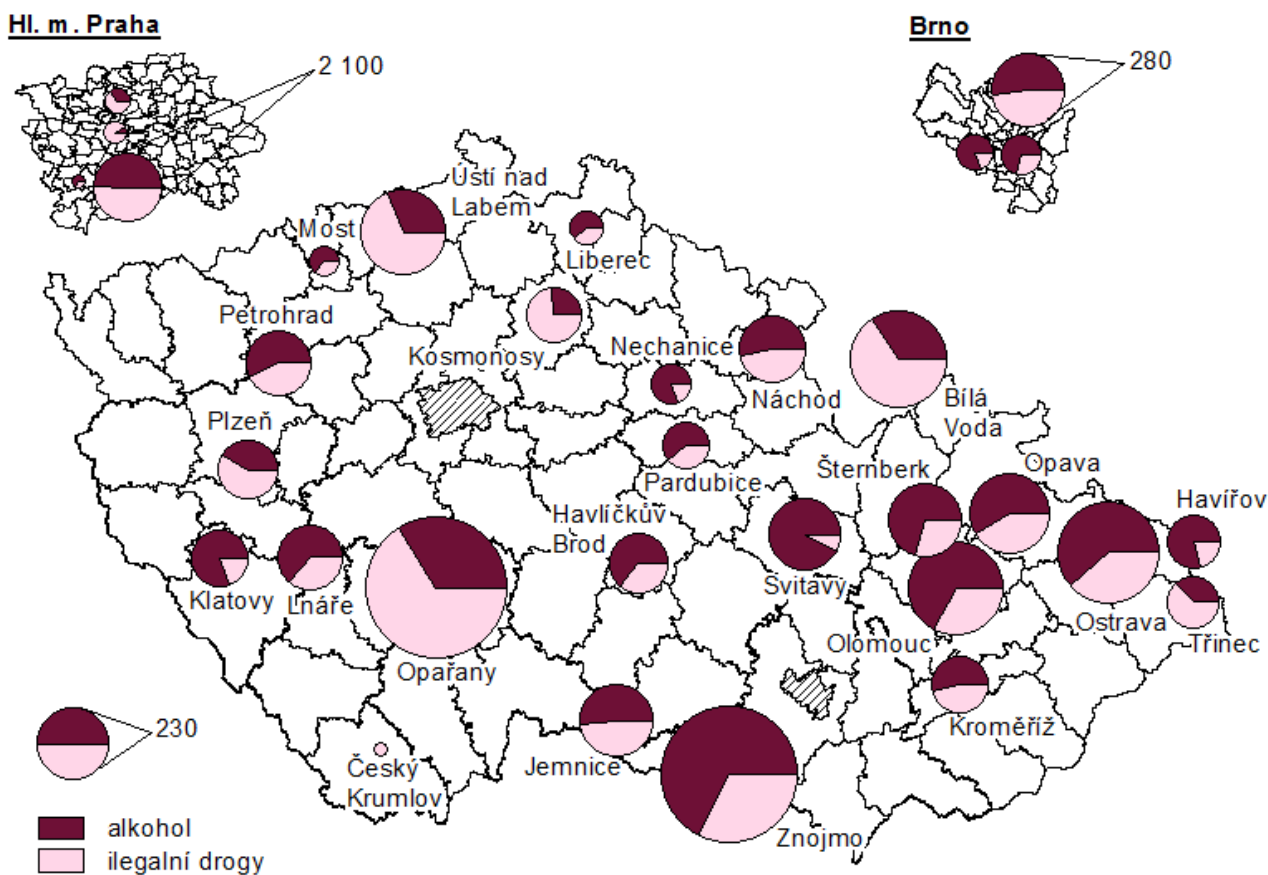 Hl. m. Praha
Brno
2 100
280
Ústí nad
Labem
Most
Liberec
Petrohrad
Kosmonosy
Nechanice
Náchod
Bílá
Voda
Plzeň
Pardubice
Šternberk
Opava
Havířov
Havlíčkův
Brod
Svitavy
Klatovy
Lnáře
Ostrava
Třinec
Olomouc
Opařany
Kroměříž
230
Jemnice
Český
Krumlov
Znojmo
alkohol
ilegalní drogy